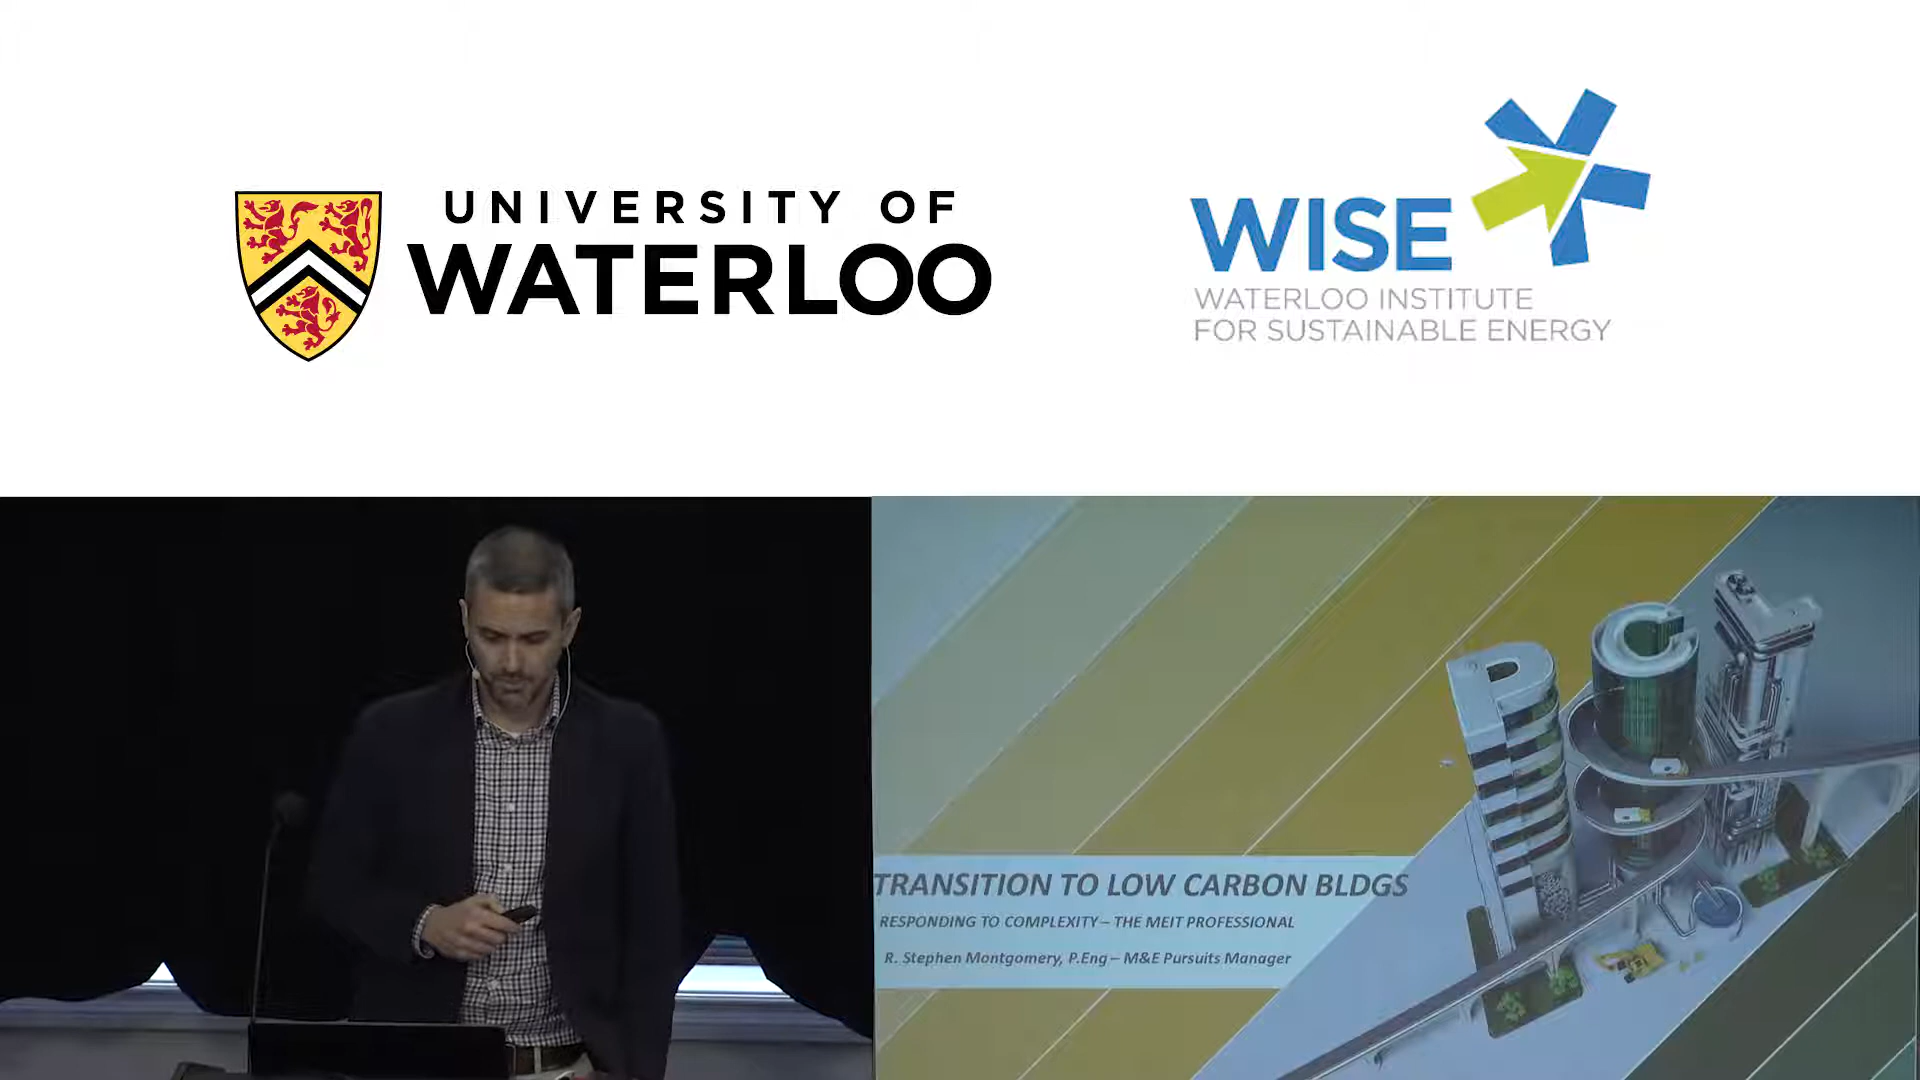 UNIVERSITY OF
WATERLOO
WISE
WATERLOO INSTITUTE
FOR SUSTAINABLE ENERGY
TRANSITION TO LOW CARBON BLDGS
RESPONDING TO COMPLEXITY – THE MEIT PROFESSIONAL
R. Stephen Montgomery, P.Eng – M&E Pursuits Manager
PCL